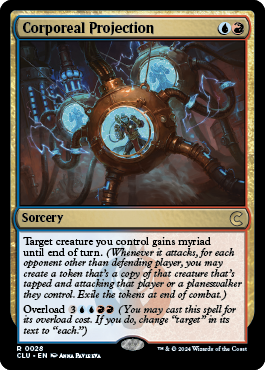 Corporeal Projection
Sorcery
Target creature you control gains myriad
until end of turn. (Whenever it attacks, for each
opponent other than defending player, you may
create a token that's a copy of that creature that's
tapped and attacking that player or a planeswalker
they control. Exile the tokens at end of combat.)
Overload 3 (You may cast this spell for
its overload cost. If you do, change "target" in its
text to "each.")
R 0028
CLU • EN Anna Pavleeva
™ & © 2024 Wizards of the Coast